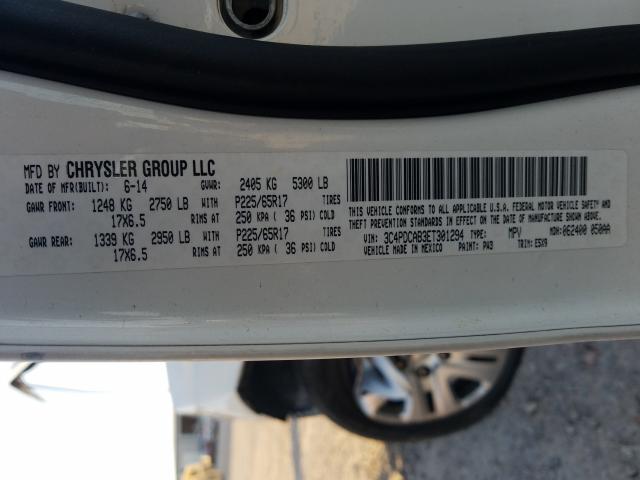 MFD BY CHRYSLER GROUP LLC
DATE OF MFR(BUILT): 6-14 GVWR: 2405 KG 5300 LB
GAWR FRONT: 1248 KG 2750 LB WITH P225/65R17 TIRES
17X6.5 RIMS AT 250 KPA ( 36 PSI) COLD
GAWR REAR: 1339 KG 2950 LB WITH P225/65R17 TIRES
17X6.5 RIMS AT 250 KPA ( 36 PSI) COLD
THIS VEHICLE CONFORMS TO ALL APPLICABLE U.S.A. FEDERAL MOTOR VEHICLE SAFETY AND
THEFT PREVENTION STANDARDS IN EFFECT ON THE DATE OF MANUFACTURE SHOWN ABOVE
VIN: 3C4PDCAB3ET301294 TYPE: MPV MDH: 062400 050AA
VEHICLE MADE IN MEXICO PAINT: PW3 TRIM: E5X9